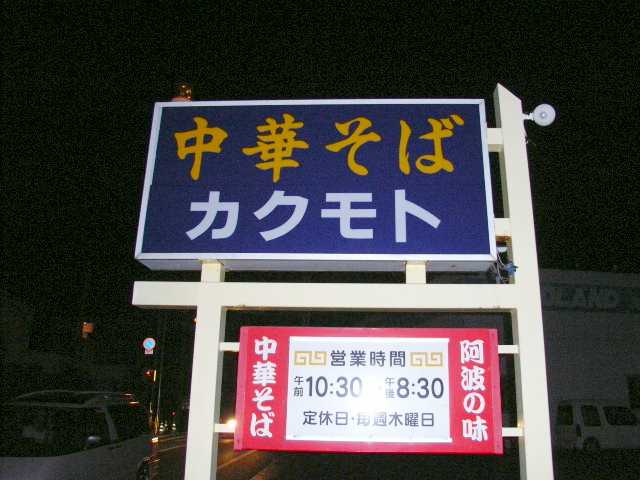 中華そば
カクモト
中華そば
営業時間
午前10:30〜午後8:30
定休日・毎週木曜日
阿波の味